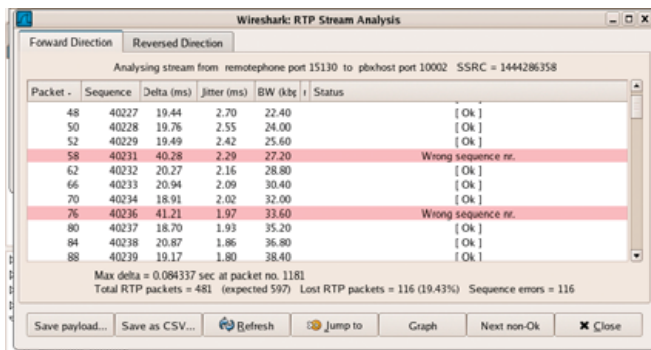 Wireshark: RTP Stream Analysis
Forward Direction Reversed Direction
Analysing stream from remotephone port 15130 to pbxhost port 10002 SSRC = 1444286358
Packet Sequence Delta (ms) Jitter (ms) BW (kbp Status
48 40227 19.44 2.70 22.40 [ Ok ]
50 40228 19.76 2.55 24.00 [ Ok ]
52 40229 19.49 2.42 25.60 [ Ok ]
58 40231 40.28 2.29 27.20 Wrong sequence nr.
62 40232 20.27 2.16 28.80 [ Ok ]
66 40233 20.94 2.09 30.40 [ Ok ]
70 40234 18.91 2.02 32.00 [ Ok ]
76 40236 41.21 1.97 33.60 Wrong sequence nr.
80 40237 18.70 1.93 35.20 [ Ok ]
84 40238 20.87 1.86 36.80 [ Ok ]
88 40239 19.17 1.80 38.40 [ Ok ]
Max delta = 0.084337 sec at packet no. 1181
Total RTP packets = 481 (expected 597) Lost RTP packets = 116 (19.43%) Sequence errors = 116
Save payload... Save as CSV... Refresh Jump to Graph Next non-Ok Close